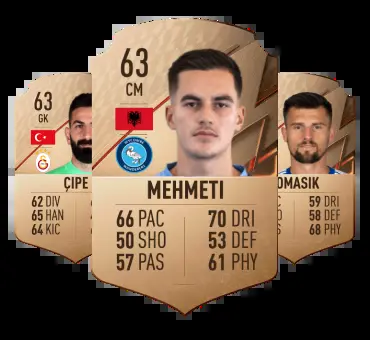 63
GK
ÇIPE
62 DIV
65 HAN
64 KIC
63
CM
MEHMETI
66 PAC
50 SHO
57 PAS
70 DRI
53 DEF
61 PHY
OMASIK
59 DRI
58 DEF
68 PHY